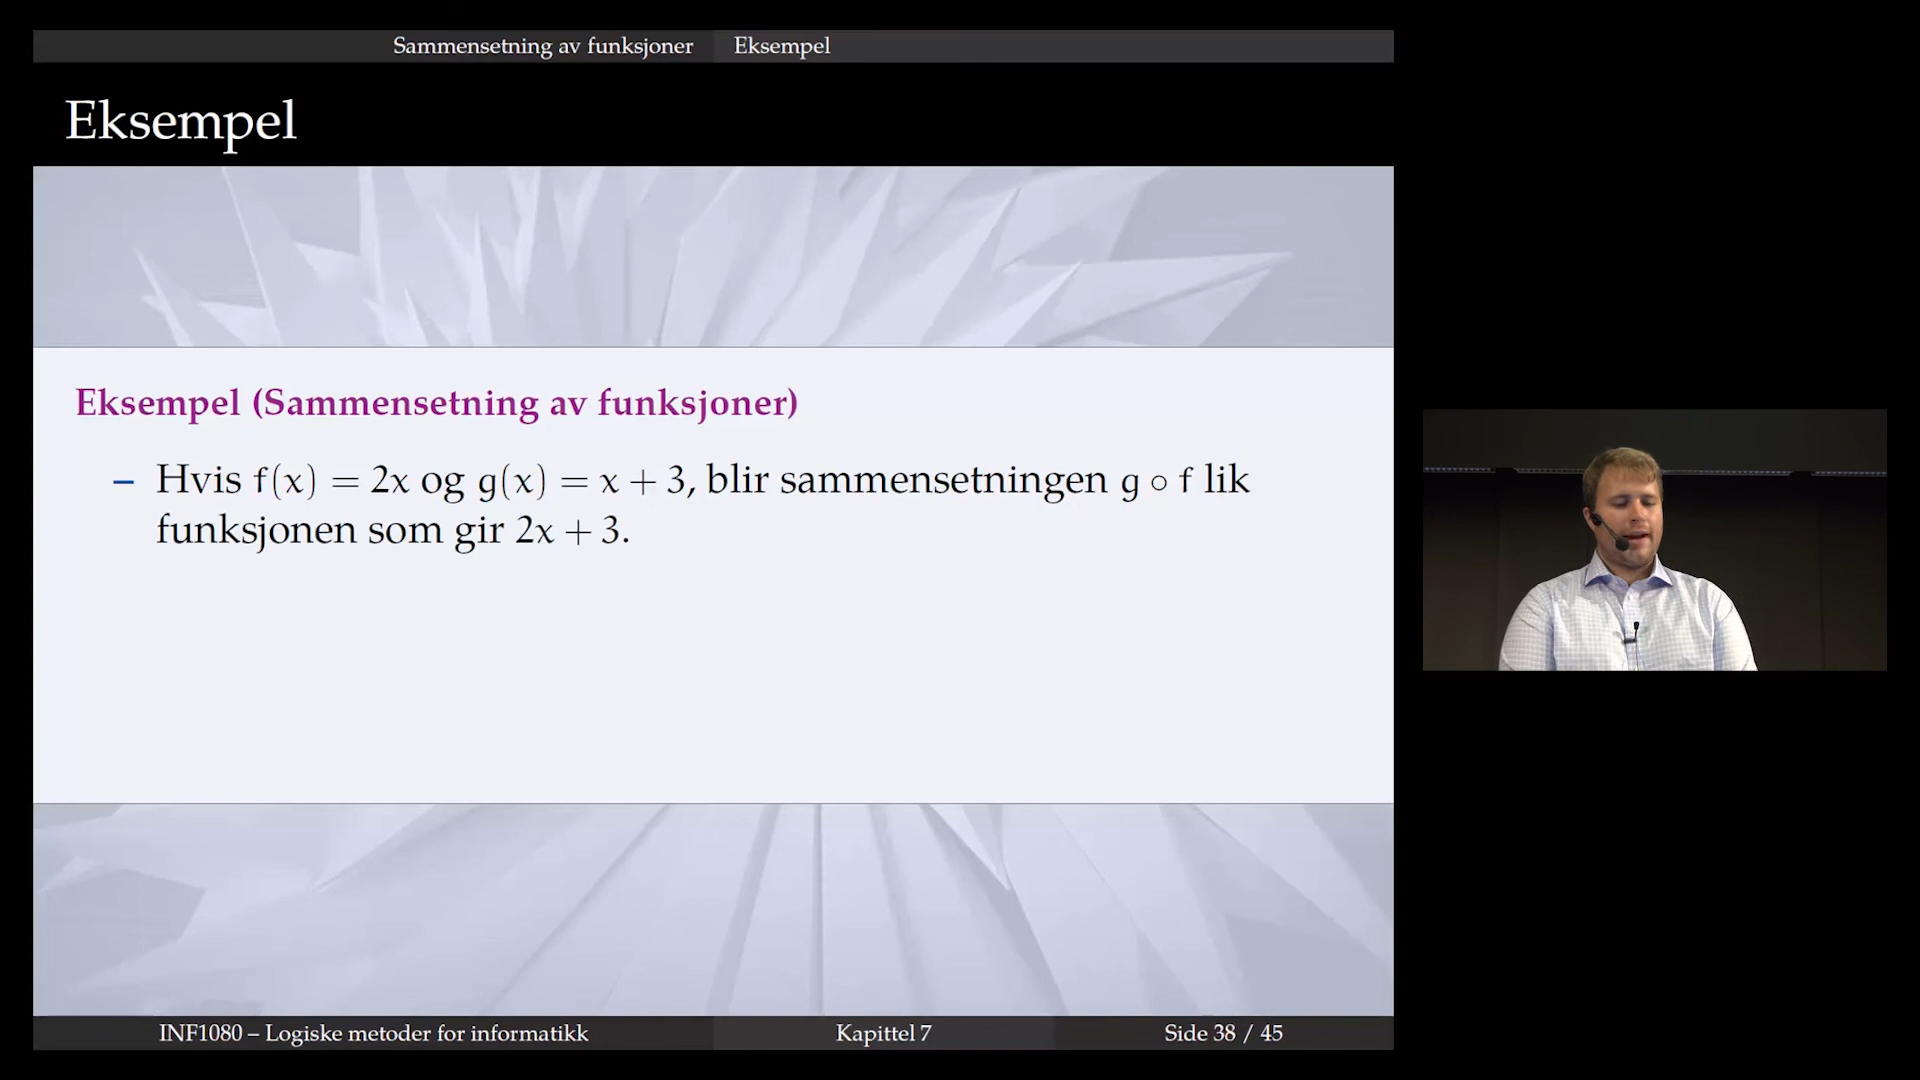 Sammensetning av funksjoner Eksempel
Eksempel
Eksempel (Sammensetning av funksjoner)
– Hvis f(x) = 2x og g(x) = x + 3, blir sammensetningen g ∘ f lik
funksjonen som gir 2x + 3.
INF1080 – Logiske metoder for informatikk Kapittel 7 Side 38 / 45